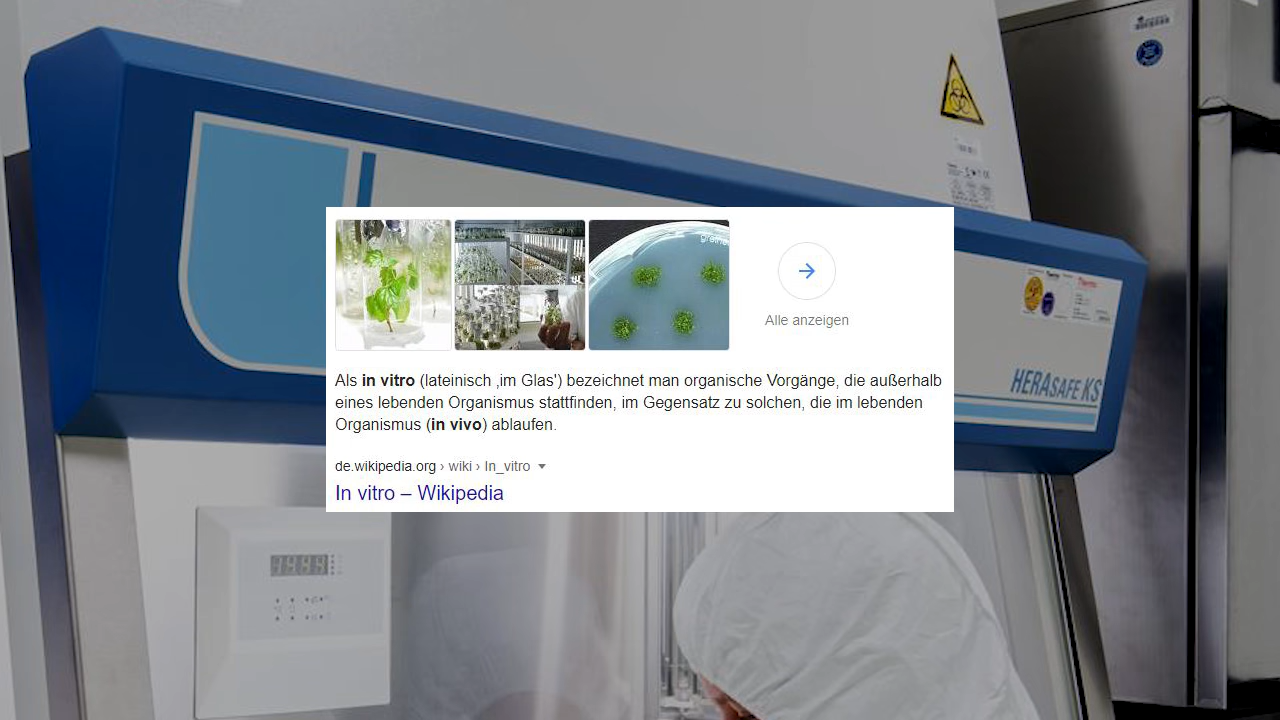 greine
Alle anzeigen
Als in vitro (lateinisch ‚im Glas') bezeichnet man organische Vorgänge, die außerhalb
eines lebenden Organismus stattfinden, im Gegensatz zu solchen, die im lebenden
Organismus (in vivo) ablaufen.
de.wikipedia.org › wiki › In_vitro
In vitro – Wikipedia
HERASAFE KS